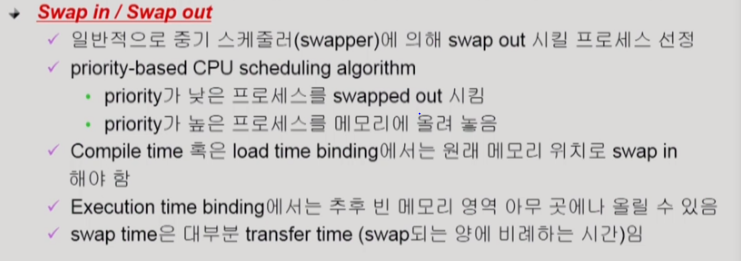 Swap in / Swap out
일반적으로 중기 스케줄러(swapper)에 의해 swap out 시킬 프로세스 선정
priority-based CPU scheduling algorithm
priority가 낮은 프로세스를 swapped out 시킴
priority가 높은 프로세스를 메모리에 올려 놓음
Compile time 혹은 load time binding에서는 원래 메모리 위치로 swap in
해야 함
Execution time binding에서는 추후 빈 메모리 영역 아무 곳에나 올릴 수 있음
swap time은 대부분 transfer time (swap되는 양에 비례하는 시간)임